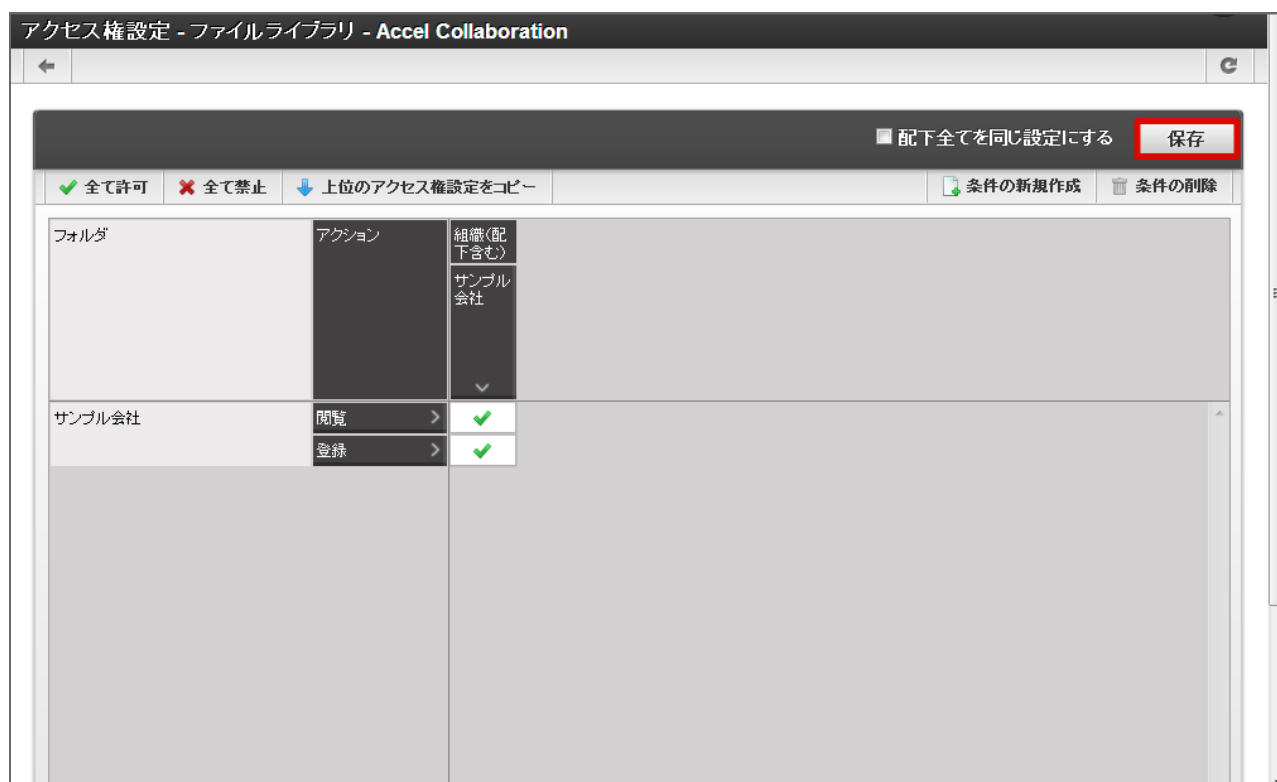 アクセス権設定 - ファイルライブラリ - Accel Collaboration
配下全てを同じ設定にする 保存
全て許可 全て禁止 上位のアクセス権設定をコピー 条件の新規作成 条件の削除
フォルダ アクション 組織(配
下含む)
サンプル
会社
サンプル会社 閲覧
登録